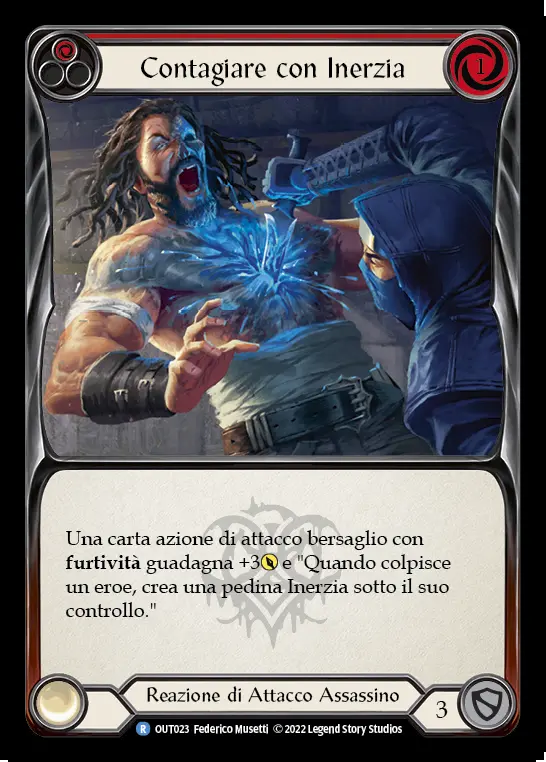 Contagiare con Inerzia
1
Una carta azione di attacco bersaglio con
furtività guadagna +3 e "Quando colpisce
un eroe, crea una pedina Inerzia sotto il suo
controllo."
Reazione di Attacco Assassino
3
R OUT023 Federico Musetti © 2022 Legend Story Studios